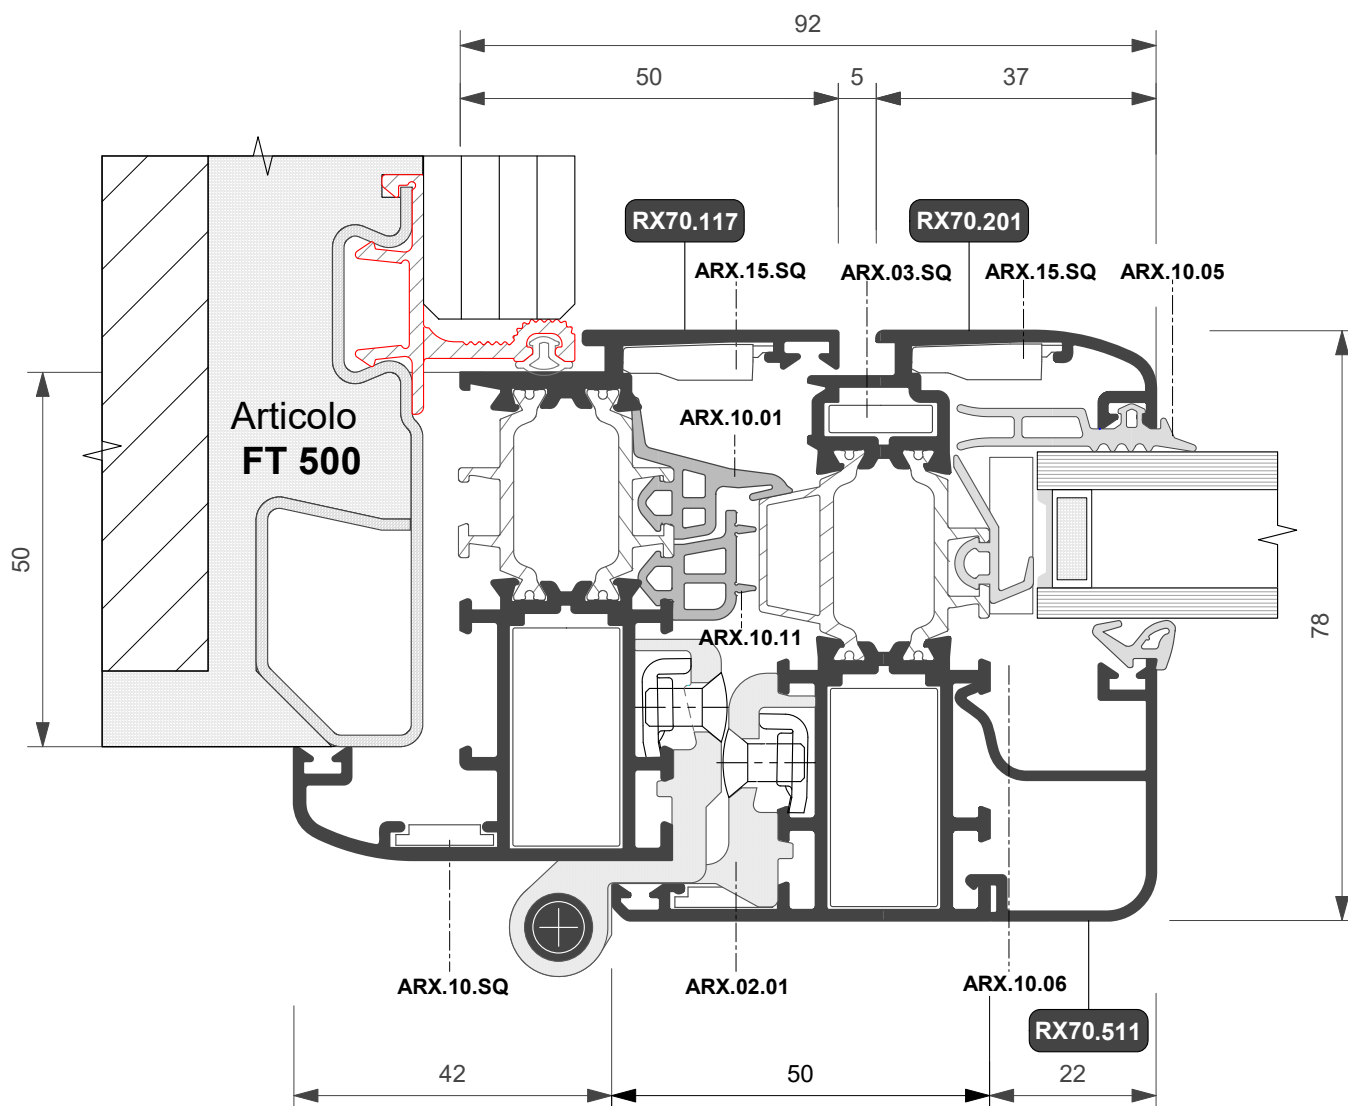 92
50
5
37
RX70.117
RX70.201
ARX.15.SQ
ARX.03.SQ
ARX.15.SQ
ARX.10.05
Articolo
FT 500
ARX.10.01
50
78
ARX.10.11
ARX.10.SQ
ARX.02.01
ARX.10.06
RX70.511
42
50
22